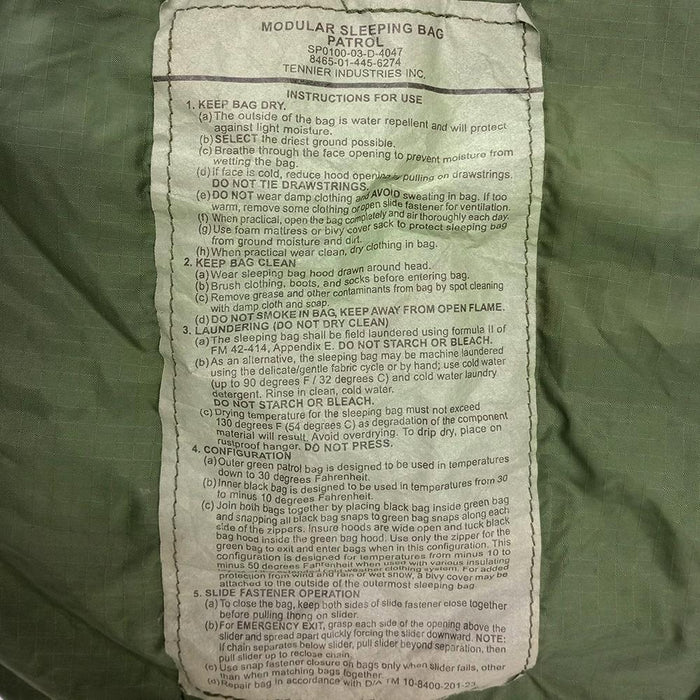 MODULAR SLEEPING BAG
PATROL
SP0100-03-D-4047
8465-01-445-6274
TENNIER INDUSTRIES INC.
INSTRUCTIONS FOR USE
1. KEEP BAG DRY.
(a) The outside of the bag is water repellent and will protect
against light moisture.
(b) SELECT the driest ground possible.
(c) Breathe through the face opening to prevent moisture from
wetting the bag.
(d) If face is cold, reduce hood opening by pulling on drawstrings.
DO NOT TIE DRAWSTRINGS.
(e) DO NOT wear damp clothing and AVOID sweating in bag. If too
warm, remove some clothing or open slide fastener for ventilation.
(f) When practical, open the bag completely and air thoroughly each day.
(g) Use foam mattress or bivy cover sack to protect sleeping bag
from ground moisture and dirt.
(h) When practical wear clean, dry clothing in bag.
2. KEEP BAG CLEAN
(a) Wear sleeping bag hood drawn around head.
(b) Brush clothing, boots, and socks before entering bag.
(c) Remove grease and other contaminants from bag by spot cleaning
with damp cloth and soap.
(d) DO NOT SMOKE IN BAG, KEEP AWAY FROM OPEN FLAME.
3. LAUNDERING (DO NOT DRY CLEAN)
(a) The sleeping bag shall be field laundered using formula II of
FM 42-414, Appendix E. DO NOT STARCH OR BLEACH.
(b) As an alternative, the sleeping bag may be machine laundered
using the delicate/gentle fabric cycle or by hand; use cold water
(up to 90 degrees F / 32 degrees C) and cold water laundry
detergent. Rinse in clean, cold water.
DO NOT STARCH OR BLEACH.
(c) Drying temperature for the sleeping bag must not exceed
130 degrees F (54 degrees C) as degradation of the component
material will result. Avoid overdrying. To drip dry, place on
rustproof hanger. DO NOT PRESS.
4. CONFIGURATION
(a) Outer green patrol bag is designed to be used in temperatures
down to 30 degrees Fahrenheit.
(b) Inner black bag is designed to be used in temperatures from 30
to minus 10 degrees Fahrenheit.
(c) Join both bags together by placing black bag inside green bag
and snapping all black bag snaps to green bag snaps along each
side of the zippers. Insure hoods are wide open and tuck black
bag hood inside the green bag hood. Use only the zipper for the
green bag to exit and enter bags when in this configuration. This
configuration is designed for temperatures from minus 10 to
minus 50 degrees Fahrenheit when used with various insulating
weather clothing system. For added
protection from wind and rain or wet snow, a bivy cover may be
attached to the outside of the outermost sleeping bag
5. SLIDE FASTENER OPERATION
(a) To close the bag, keep both sides of slide fastener close together
before pulling thong on slider.
(b) For EMERGENCY EXIT, grasp each side of the opening above the
slider and spread apart quickly forcing the slider downward. NOTE:
If chain separates below slider, pull slider beyond separation, then
pull slider up to reclose chain.
(c) Use snap fastener closure on bags only when slider fails, other
than when matching bags together.
(d) Repair bag in accordance with D/A TM 10-8400-201-23.